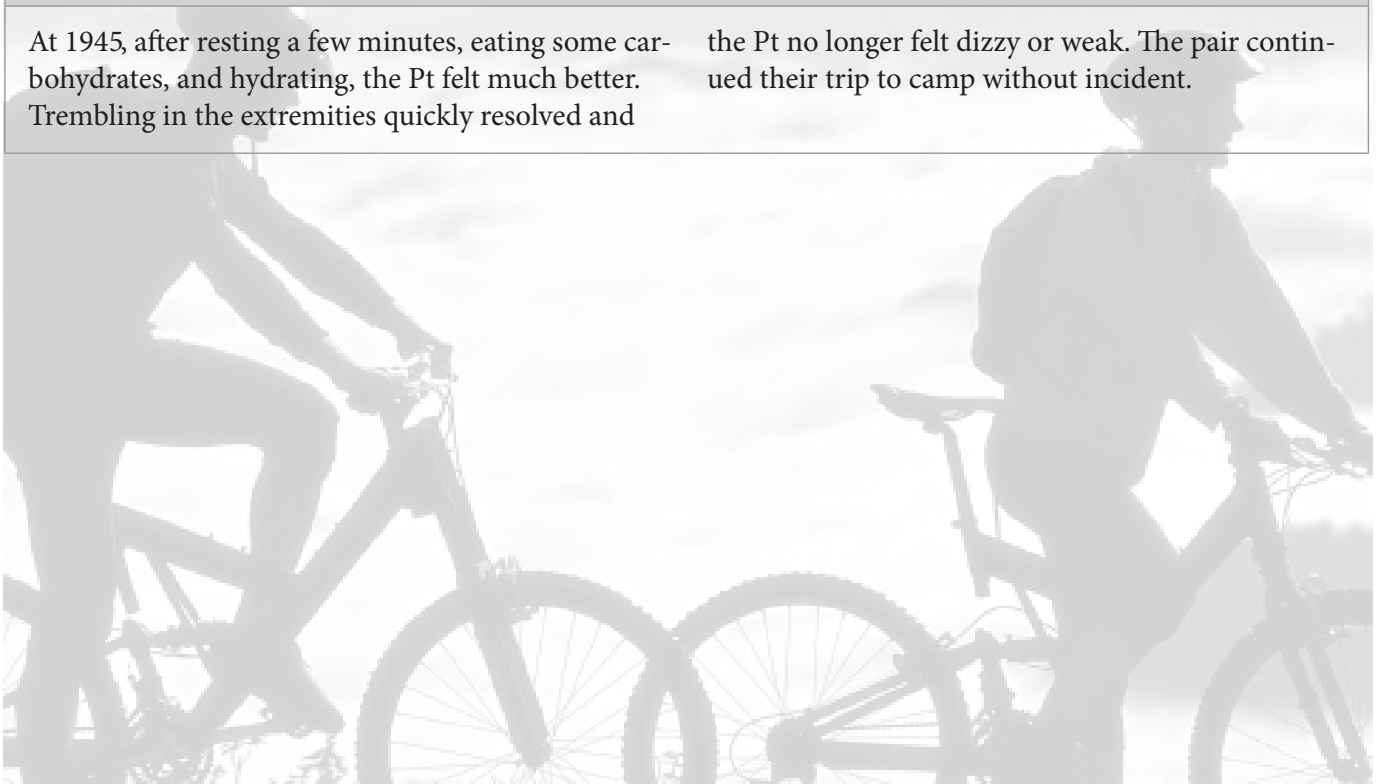 At 1945, after resting a few minutes, eating some car-
bohydrates, and hydrating, the Pt felt much better.
Trembling in the extremities quickly resolved and
the Pt no longer felt dizzy or weak. The pair contin-
ued their trip to camp without incident.